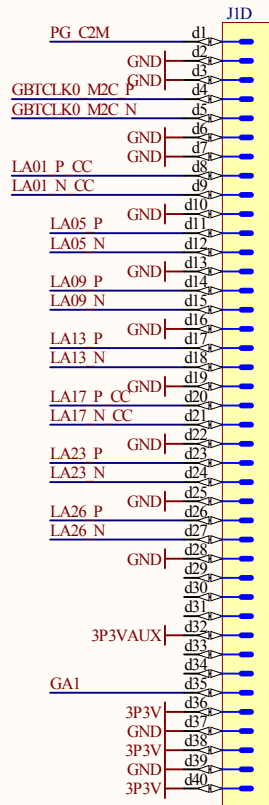 J1D
PG_C2M d1
GND d2
GND d3
GBTCLK0_M2C_P d4
GBTCLK0_M2C_N d5
GND d6
GND d7
LA01_P_CC d8
LA01_N_CC d9
GND d10
LA05_P d11
LA05_N d12
GND d13
LA09_P d14
LA09_N d15
GND d16
LA13_P d17
LA13_N d18
GND d19
LA17_P_CC d20
LA17_N_CC d21
GND d22
LA23_P d23
LA23_N d24
GND d25
LA26_P d26
LA26_N d27
GND d28
d29
d30
d31
3P3VAUX d32
d33
d34
GA1 d35
3P3V d36
GND d37
3P3V d38
GND d39
3P3V d40